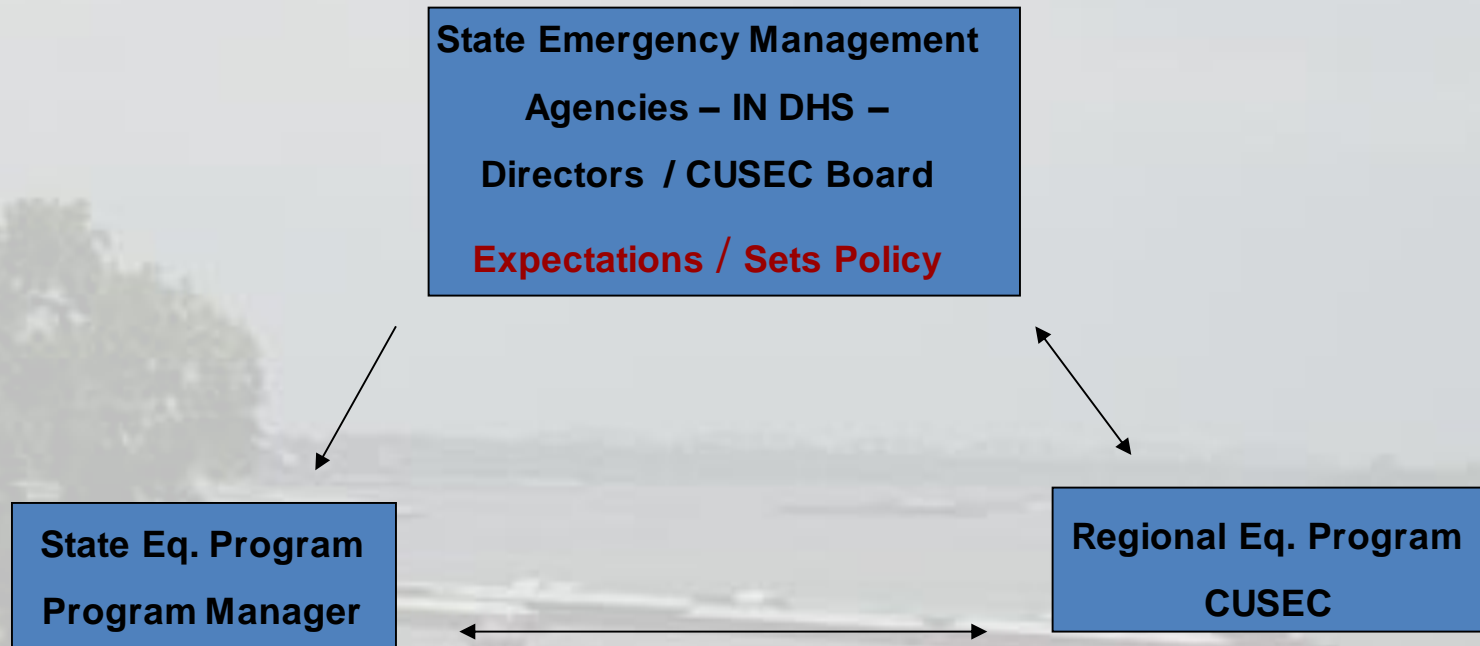 State Emergency Management
Agencies – IN DHS –
Directors / CUSEC Board
Expectations / Sets Policy
State Eq. Program
Program Manager
Regional Eq. Program
CUSEC